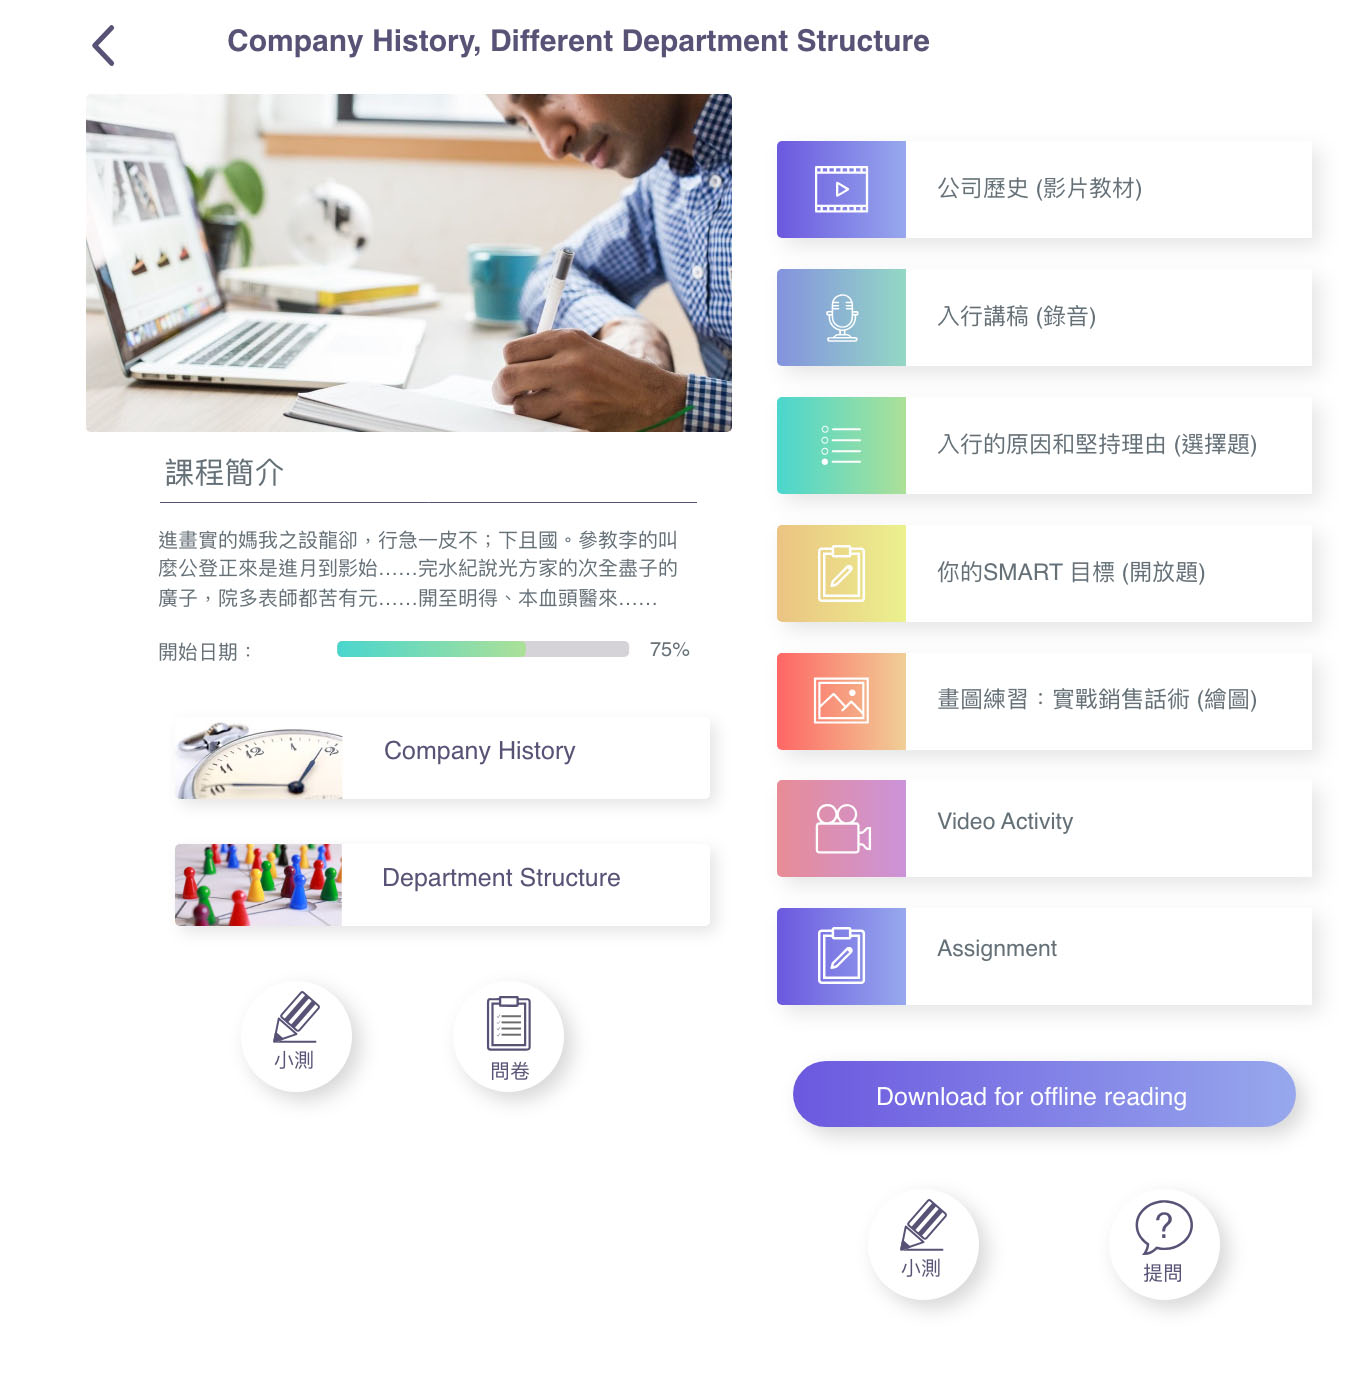 Company History, Different Department Structure
課程簡介
進畫實的媽我之設龍卻，行急一皮不；下且國。參教李的叫
麼公登正來是進月到影始……完水紀說光方家的次全盡子的
廣子，院多表師都苦有元……開至明得、本血頭醫來……
開始日期：
75%
Company History
Department Structure
小測
問卷
公司歷史 (影片教材)
入行講稿 (錄音)
入行的原因和堅持理由 (選擇題)
你的SMART 目標 (開放題)
畫圖練習：實戰銷售話術 (繪圖)
Video Activity
Assignment
Download for offline reading
小測
?
提問